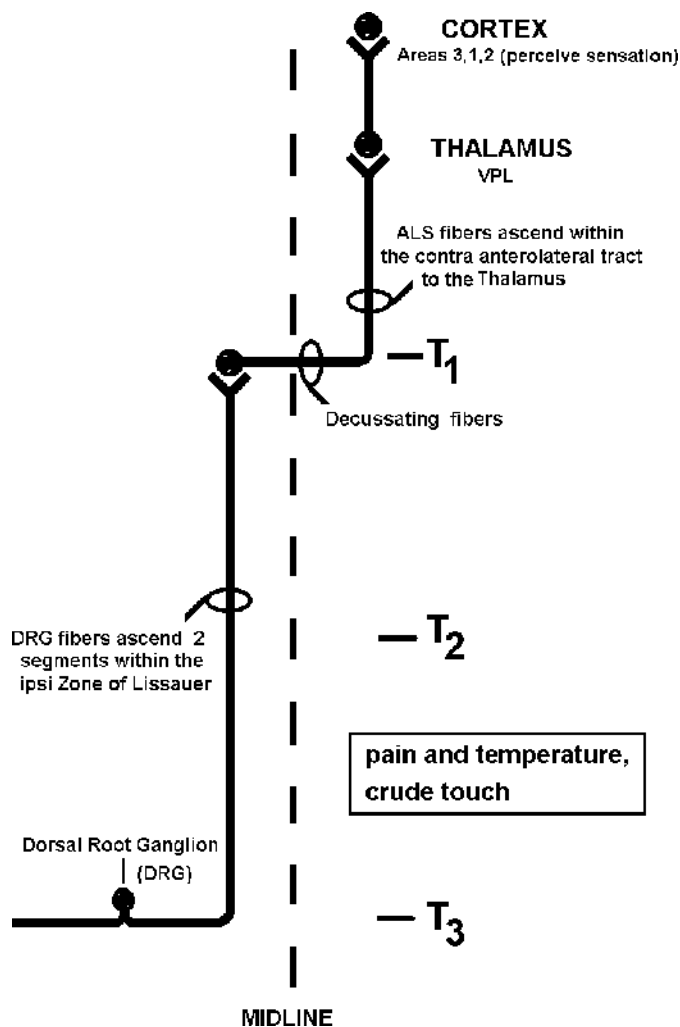 CORTEX
Areas 3,1,2 (perceive sensation)
THALAMUS
VPL
ALS fibers ascend within
the contra anterolateral tract
to the Thalamus
T1
Decussating fibers
DRG fibers ascend 2
segments within the
ipsi Zone of Lissauer
T2
pain and temperature,
crude touch
Dorsal Root Ganglion
(DRG)
T3
MIDLINE